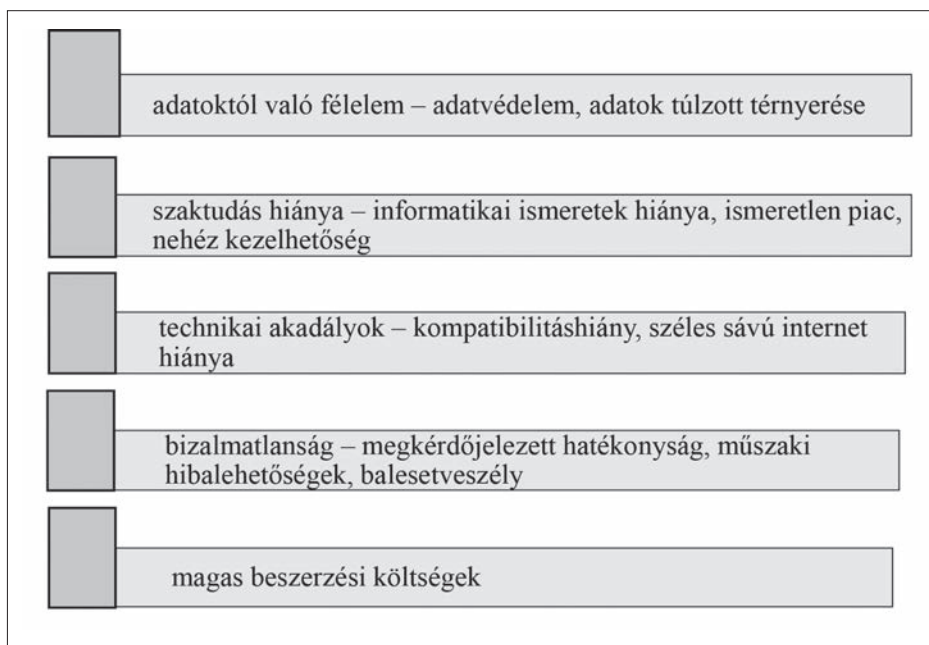 adatoktól való félelem – adatvédelem, adatok túlzott térnyerése
szaktudás hiánya – informatikai ismeretek hiánya, ismeretlen piac,
nehéz kezelhetőség
technikai akadályok – kompatibilitáshiány, széles sávú internet
hiánya
bizalmatlanság – megkérdőjelezett hatékonyság, műszaki
hibalehetőségek, balesetveszély
magas beszerzési költségek